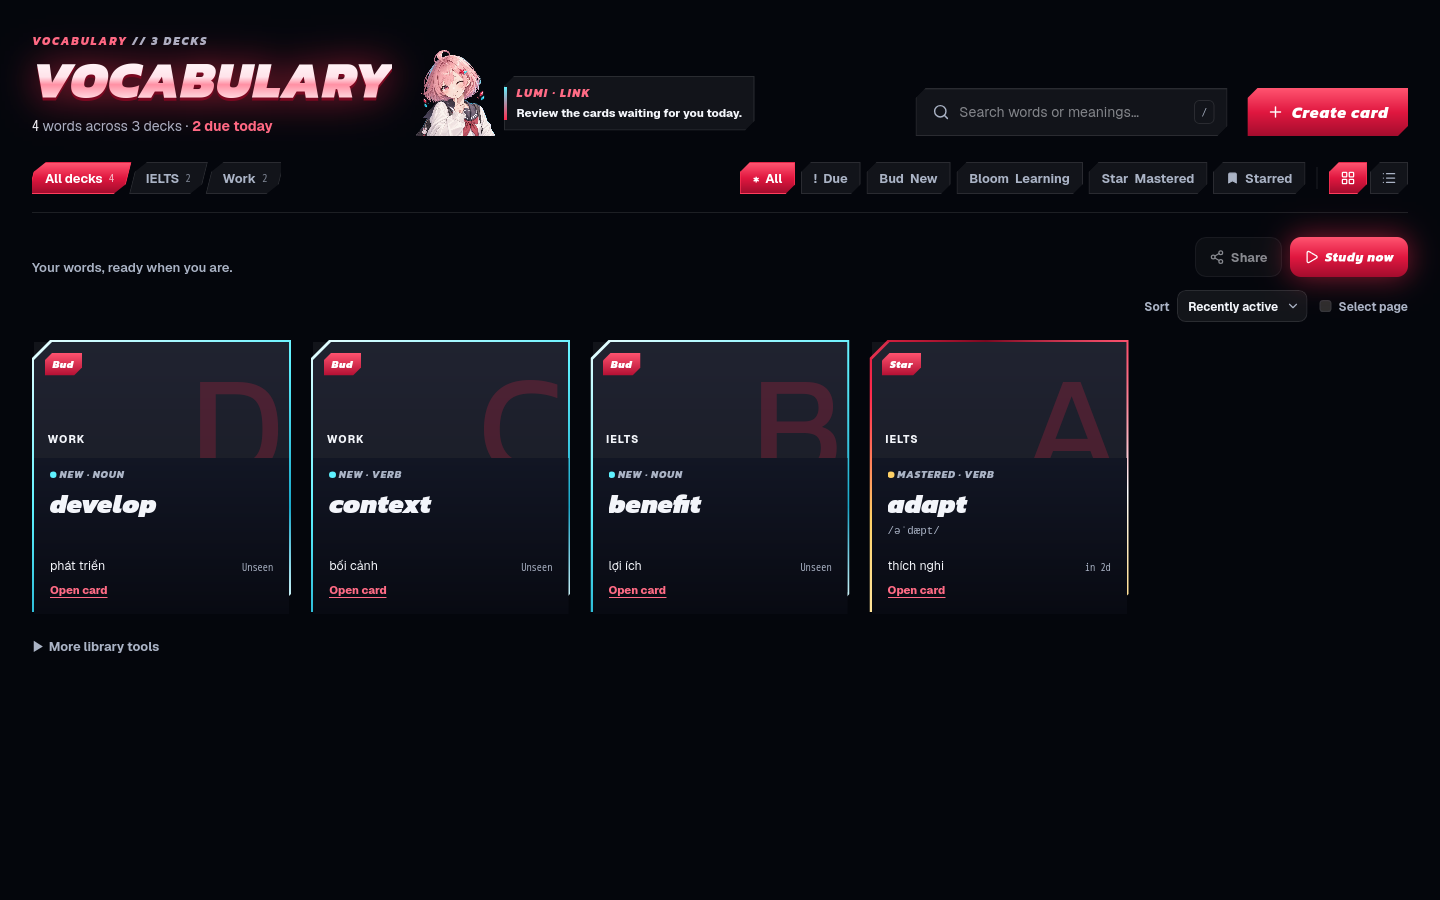 VOCABULARY // 3 DECKS
VOCABULARY
4 words across 3 decks · 2 due today
LUMI · LINK
Review the cards waiting for you today.
Search words or meanings... /
+ Create card
All decks 4
IELTS 2
Work 2
All
! Due
Bud New
Bloom Learning
Star Mastered
Starred
Your words, ready when you are.
Share
Study now
Sort
Recently active
Select page
Bud
D
WORK
NEW · NOUN
develop
phát triển
Unseen
Open card
Bud
C
WORK
NEW · VERB
context
bối cảnh
Unseen
Open card
Bud
B
IELTS
NEW · NOUN
benefit
lợi ích
Unseen
Open card
Star
A
IELTS
MASTERED · VERB
adapt
/əˈdæpt/
thích nghi
in 2d
Open card
More library tools